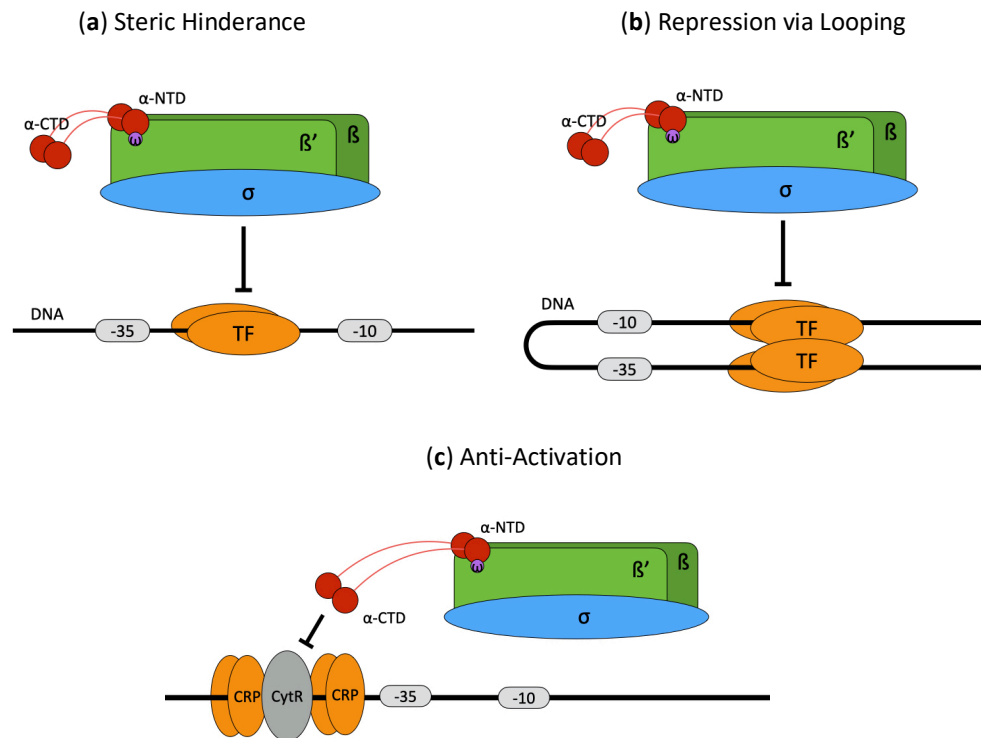 (a) Steric Hinderance
(b) Repression via Looping
α-NTD
α-CTD
ω
ß’
ß
σ
DNA
-35
TF
-10
α-NTD
α-CTD
ω
ß’
ß
σ
DNA
-10
TF
TF
-35
(c) Anti-Activation
α-NTD
ω
ß’
ß
α-CTD
σ
CRP
CytR
CRP
-35
-10